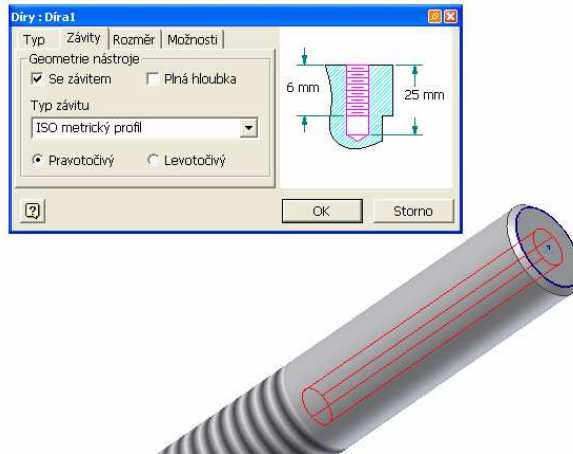 Díry : Díra1
Typ Závity Rozměr Možnosti
Geometrie nástroje
Se závitem Plná hloubka
Typ závitu
ISO metrický profil
Pravotočivý Levotočivý
6 mm
25 mm
OK Storno